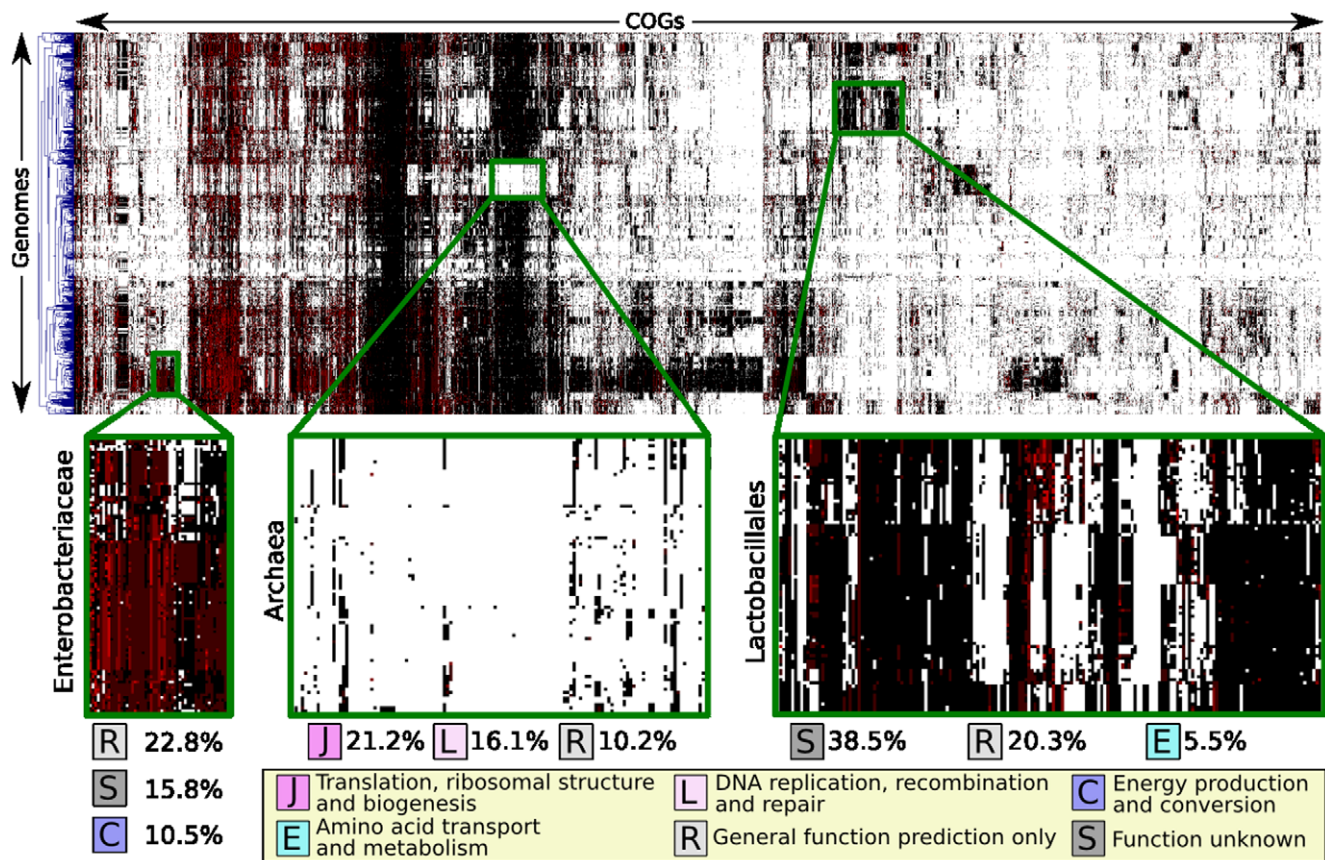 COGs
Genomes
Enterobacteriaceae
Archaea
Lactobacillales
R 22.8%
S 15.8%
C 10.5%
J 21.2% L 16.1% R 10.2%
S 38.5% R 20.3% E 5.5%
J Translation, ribosomal structure
and biogenesis
E Amino acid transport
and metabolism
L DNA replication, recombination
and repair
R General function prediction only
C Energy production
and conversion
S Function unknown